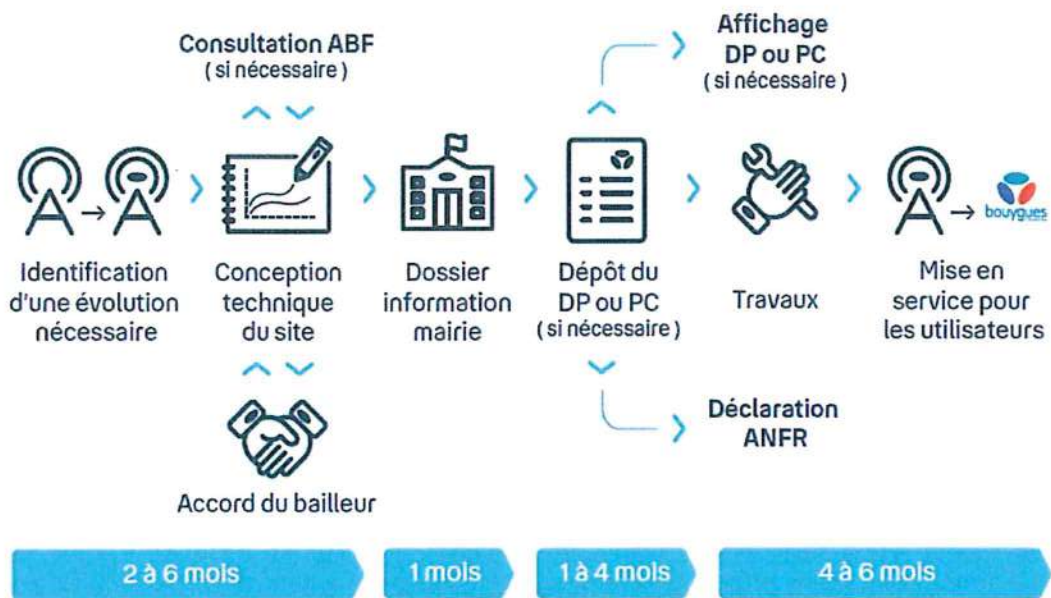 Consultation ABF
( si nécessaire )
Affichage
DP ou PC
( si nécessaire )
bouygues
Identification
d'une évolution
nécessaire
Conception
technique
du site
Dossier
information
mairie
Dépôt du
DP ou PC
( si nécessaire )
Travaux
Mise en
service pour
les utilisateurs
Accord du bailleur
Déclaration
ANFR
2 à 6 mois
1 mois
1 à 4 mois
4 à 6 mois